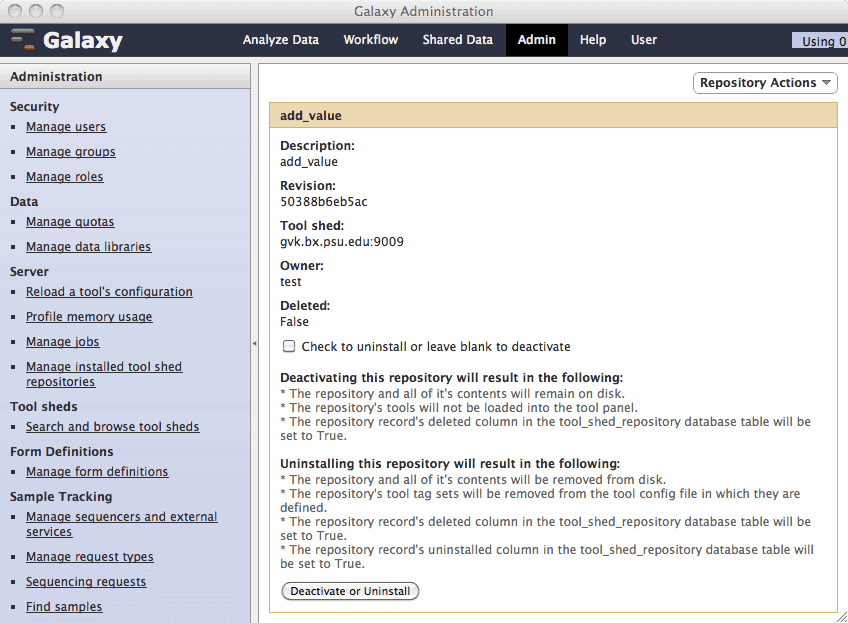 Galaxy Administration
Galaxy
Analyze Data Workflow Shared Data Admin Help User Using 0
Administration
Security
Manage users
Manage groups
Manage roles
Data
Manage quotas
Manage data libraries
Server
Reload a tool's configuration
Profile memory usage
Manage jobs
Manage installed tool shed
repositories
Tool sheds
Search and browse tool sheds
Form Definitions
Manage form definitions
Sample Tracking
Manage sequencers and external
services
Manage request types
Sequencing requests
Find samples
Repository Actions
add_value
Description:
add_value
Revision:
50388b6eb5ac
Tool shed:
gvk.bx.psu.edu:9009
Owner:
test
Deleted:
False
Check to uninstall or leave blank to deactivate
Deactivating this repository will result in the following:
* The repository and all of it's contents will remain on disk.
* The repository's tools will not be loaded into the tool panel.
* The repository record's deleted column in the tool_shed_repository database table will be
set to True.
Uninstalling this repository will result in the following:
* The repository and all of it's contents will be removed from disk.
* The repository's tool tag sets will be removed from the tool config file in which they are
defined.
* The repository record's deleted column in the tool_shed_repository database table will be
set to True.
* The repository record's uninstalled column in the tool_shed_repository database table will
be set to True.
Deactivate or Uninstall